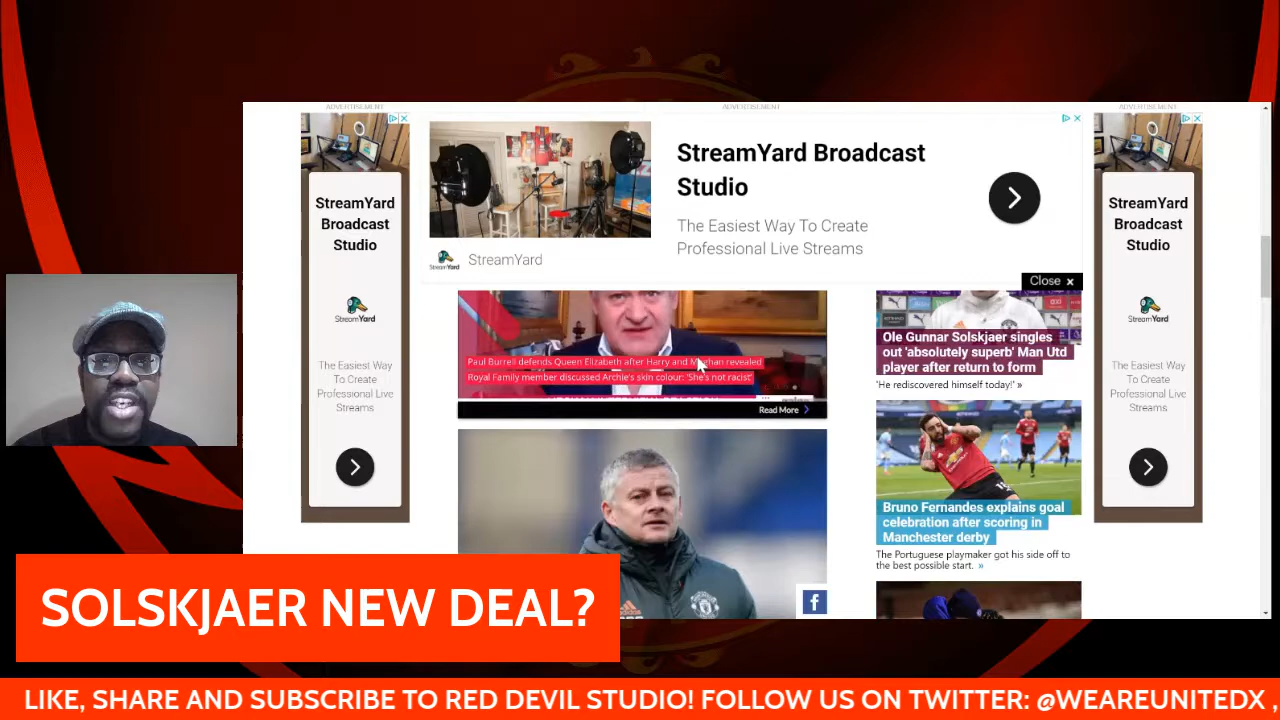 ADVERTISEMENT
ADVERTISEMENT
ADVERTISEMENT
StreamYard
Broadcast
Studio
StreamYard
The Easiest Way
To Create
Professional Live
Streams
StreamYard Broadcast
Studio
The Easiest Way To Create
Professional Live Streams
StreamYard
StreamYard
Close x
StreamYard
Broadcast
Studio
StreamYard
The Easiest Way
To Create
Professional Live
Streams
Paul Burrell defends Queen Elizabeth after Harry and Meghan revealed
Royal Family member discussed Archie's skin colour: 'She's not racist'
Read More
Ole Gunnar Solskjaer singles
out 'absolutely superb' Man Utd
player after return to form
'He rediscovered himself today!' »
Bruno Fernandes explains goal
celebration after scoring in
Manchester derby
The Portuguese playmaker got his side off to
the best possible start. »
f
SOLSKJAER NEW DEAL?
LIKE, SHARE AND SUBSCRIBE TO RED DEVIL STUDIO! FOLLOW US ON TWITTER: @WEAREUNITEDX ,